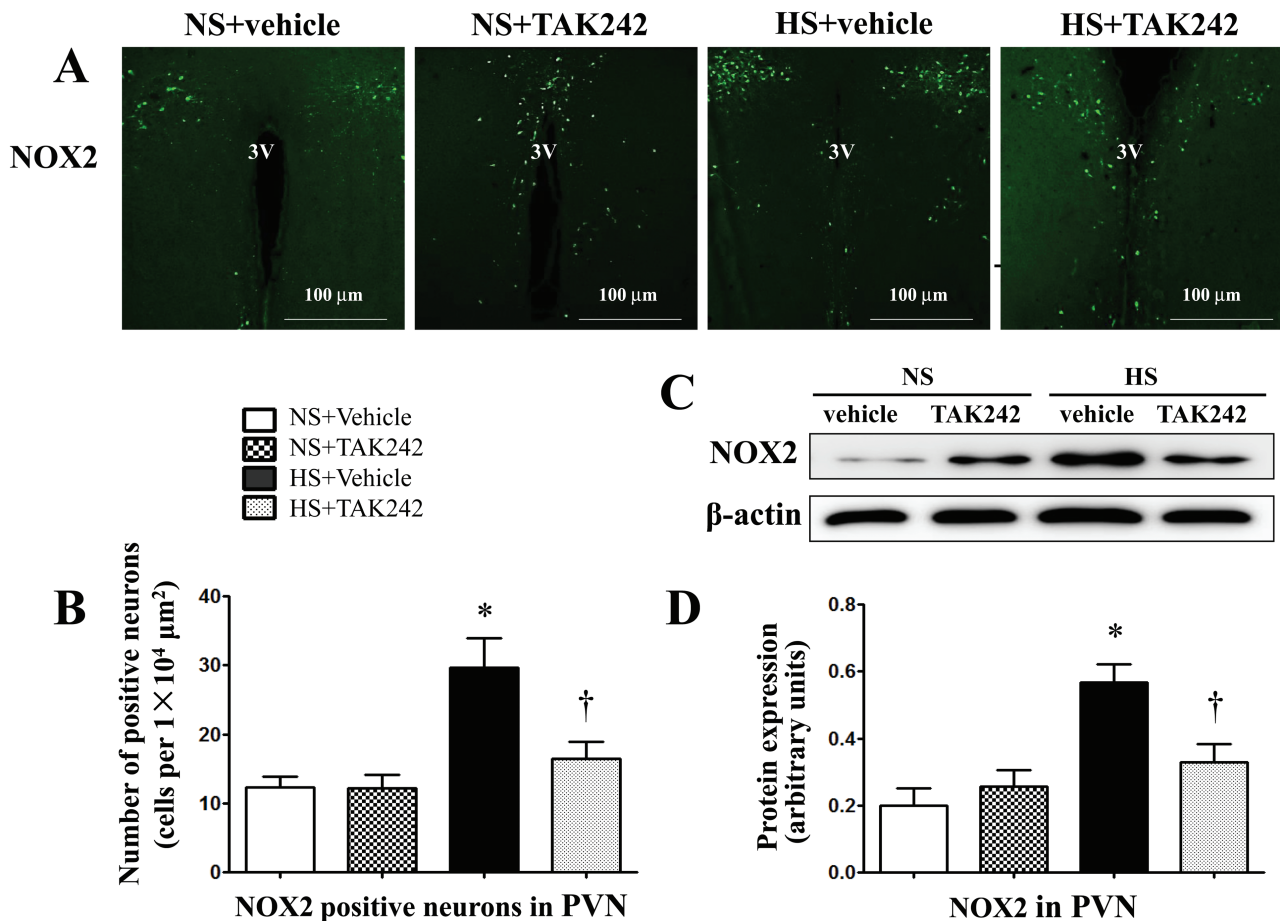 NS+vehicle NS+TAK242 HS+vehicle HS+TAK242
A
NOX2
3V 3V 3V 3V
100 μm 100 μm 100 μm 100 μm
C
NS HS
vehicle TAK242 vehicle TAK242
NOX2
β-actin
NS+Vehicle
NS+TAK242
HS+Vehicle
HS+TAK242
B
Number of positive neurons
(cells per 1×10⁴ μm²)
40
30
20
10
0
*
†
NOX2 positive neurons in PVN
D
Protein expression
(arbitrary units)
0.8
0.6
0.4
0.2
0.0
*
†
NOX2 in PVN